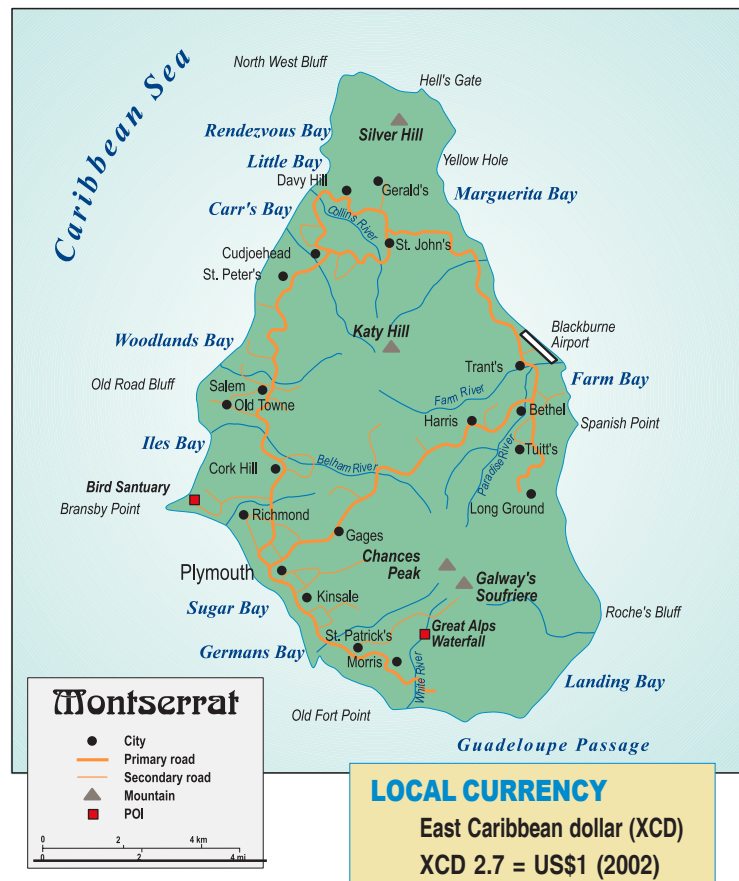 North West Bluff
Hell's Gate
Caribbean Sea
Rendezvous Bay
Silver Hill
Little Bay
Yellow Hole
Davy Hill
Gerald's
Marguerita Bay
Carr's Bay
Collin's River
St. John's
Cudjoehead
St. Peter's
Blackburne
Airport
Katy Hill
Woodlands Bay
Trant's
Farm Bay
Old Road Bluff
Salem
Farm River
Old Towne
Bethel
Harris
Spanish Point
Iles Bay
Tuitt's
Belham River
Paradise River
Cork Hill
Bird Santuary
Long Ground
Bransby Point
Richmond
Gages
Chances
Peak
Plymouth
Galway's
Soufriere
Kinsale
Sugar Bay
Roche's Bluff
Great Alps
Waterfall
St. Patrick's
Germans Bay
Morris
White River
Landing Bay
Old Fort Point
Guadeloupe Passage
Montserrat
City
Primary road
Secondary road
Mountain
POI
0 2 4 km
0 2 4 mi
LOCAL CURRENCY
East Caribbean dollar (XCD)
XCD 2.7 = US$1 (2002)